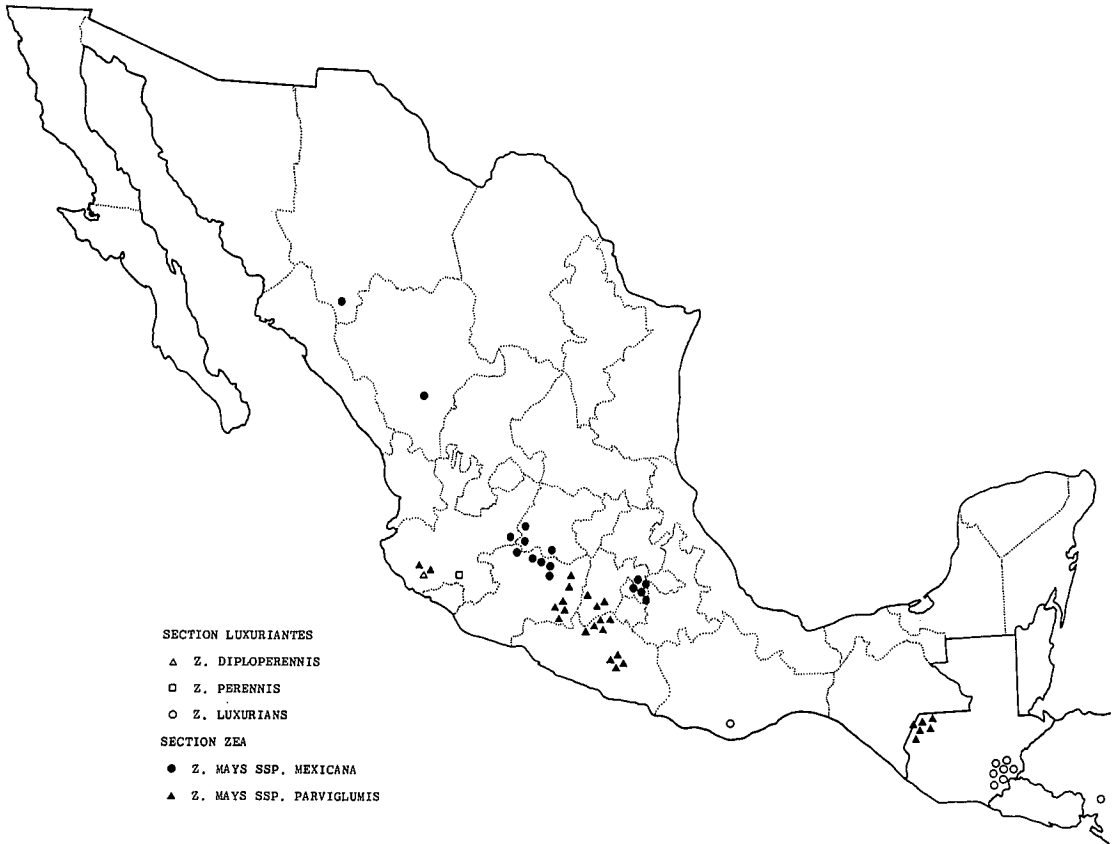 SECTION LUXURIANTES
Z. DIPLOPERENNIS
Z. PERENNIS
Z. LUXURIANS
SECTION ZEA
Z. MAYS SSP. MEXICANA
Z. MAYS SSP. PARVIGLUMIS